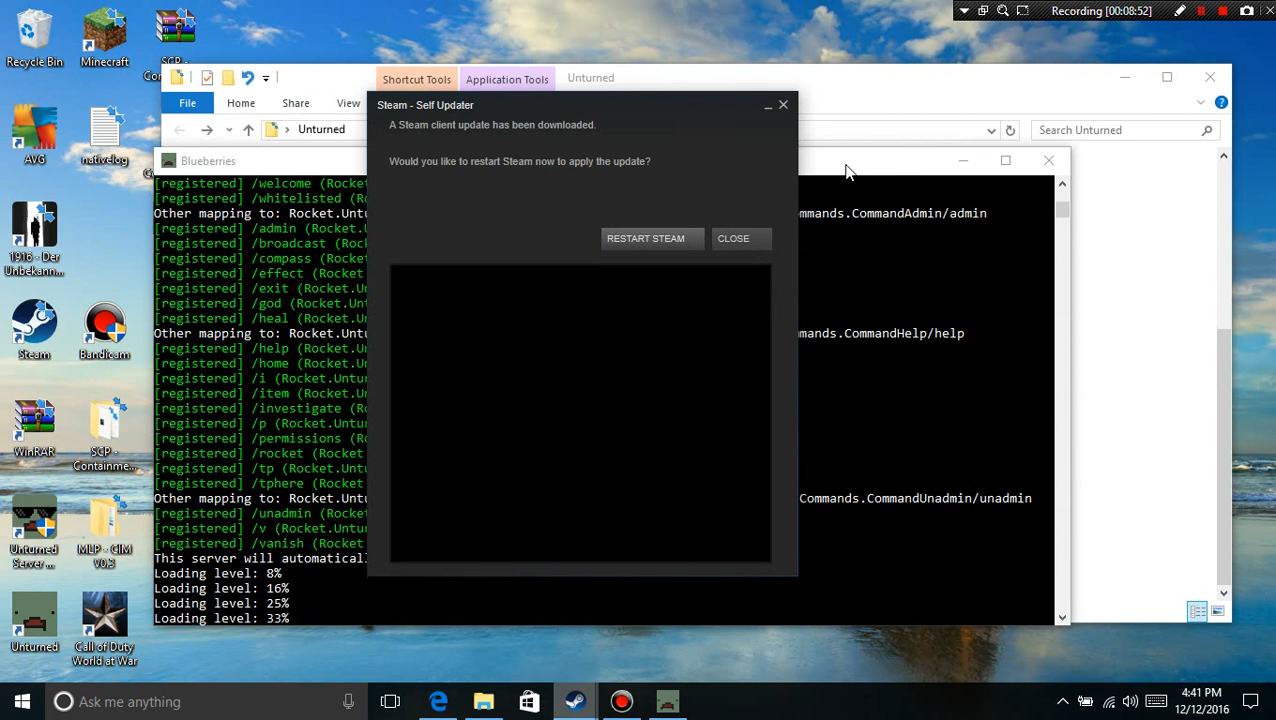 Recording [00:08:52]
Recycle Bin
Minecraft
SCP -
Shortcut Tools
Application Tools
Unturned
File
Home
Share
View
Unturned
Search Unturned
AVG
nativelog
Blueberries
Steam - Self Updater
A Steam client update has been downloaded.
Would you like to restart Steam now to apply the update?
RESTART STEAM
CLOSE
[registered] /welcome (Rocket
[registered] /whitelisted (Rocket.
Other mapping to: Rocket.Untu
mmands.CommandAdmin/admin
[registered] /admin (Rocket.U
[registered] /broadcast (Rock
[registered] /compass (Rocket
[registered] /effect (Rocket.
[registered] /exit (Rocket.Un
[registered] /god (Rocket.Unt
[registered] /heal (Rocket.Un
Other mapping to: Rocket.Untu
mmands.CommandHelp/help
[registered] /help (Rocket.Un
[registered] /home (Rocket.Un
[registered] /i (Rocket.Untur
[registered] /item (Rocket.Un
[registered] /investigate (Ro
[registered] /p (Rocket.Untur
[registered] /permissions (Ro
[registered] /rocket (Rocket.
[registered] /tp (Rocket.Untu
[registered] /tphere (Rocket.
Other mapping to: Rocket.Untu
Commands.CommandUnadmin/unadmin
[registered] /unadmin (Rocket
[registered] /v (Rocket.Untur
[registered] /vanish (Rocket.
This server will automaticall
Loading level: 8%
Loading level: 16%
Loading level: 25%
Loading level: 33%
1916 - Der
Unbekann...
Steam
Bandicam
WinRAR
SCP -
Containme...
Unturned
Server ...
MLP - CIM
V0.3
Unturned
Call of Duty
World at War
Ask me anything
4:41 PM
12/12/2016